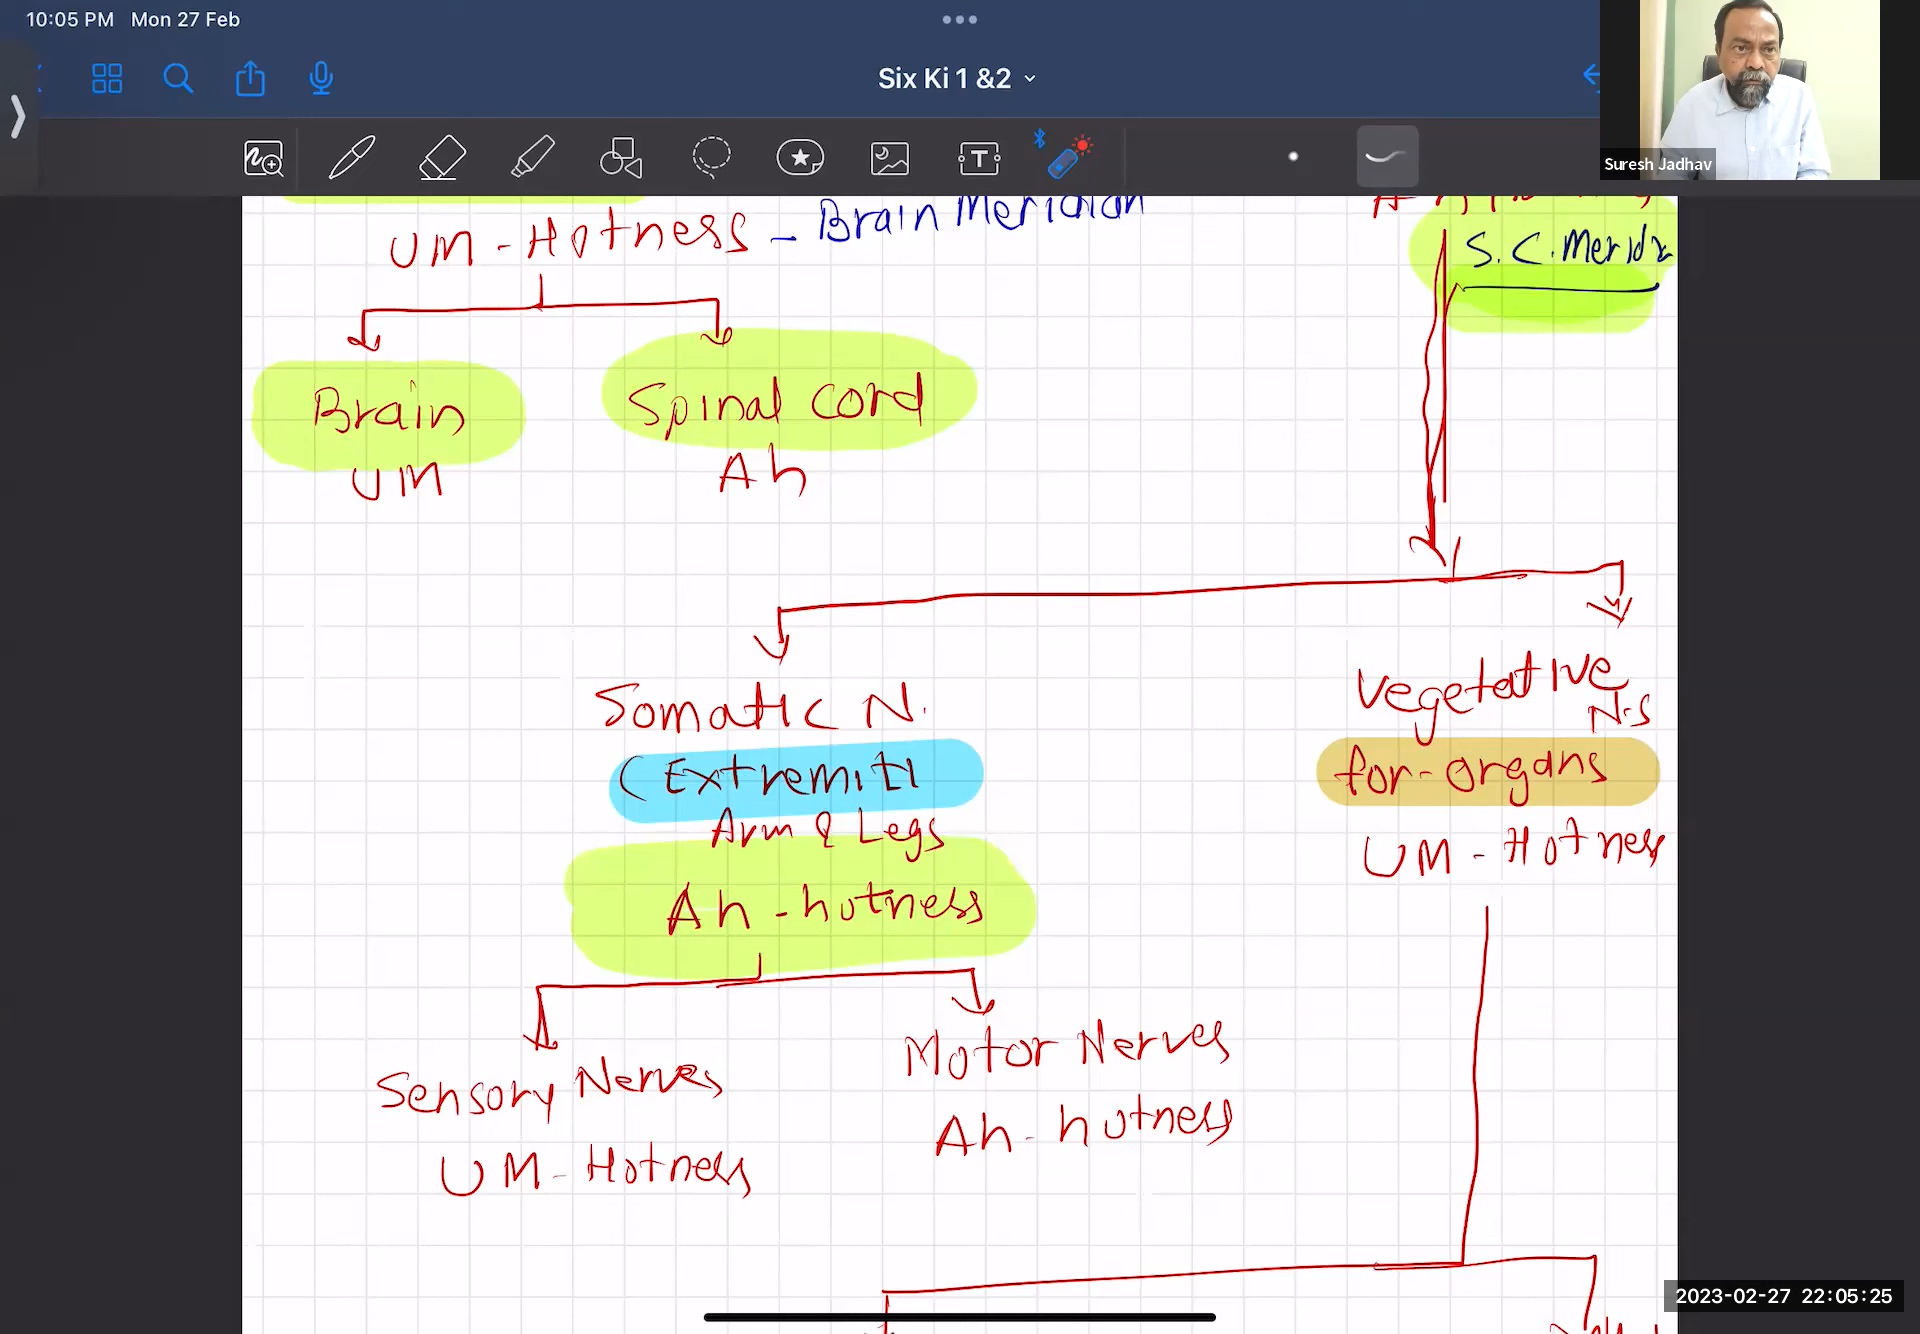 10:05 PM Mon 27 Feb
Six Ki 1 &2
Suresh Jadhav
UM - Hotness - Brain Meridian
S. C. Merid
Brain
UM
Spinal cord
Ah
Somatic N.
(Extremiti
Arm & Legs
Ah - hotness
Vegetative
N.S
for-organs
UM - Hotness
Sensory Nerves
UM - Hotness
Motor Nerves
Ah - hotness
2023-02-27 22:05:25